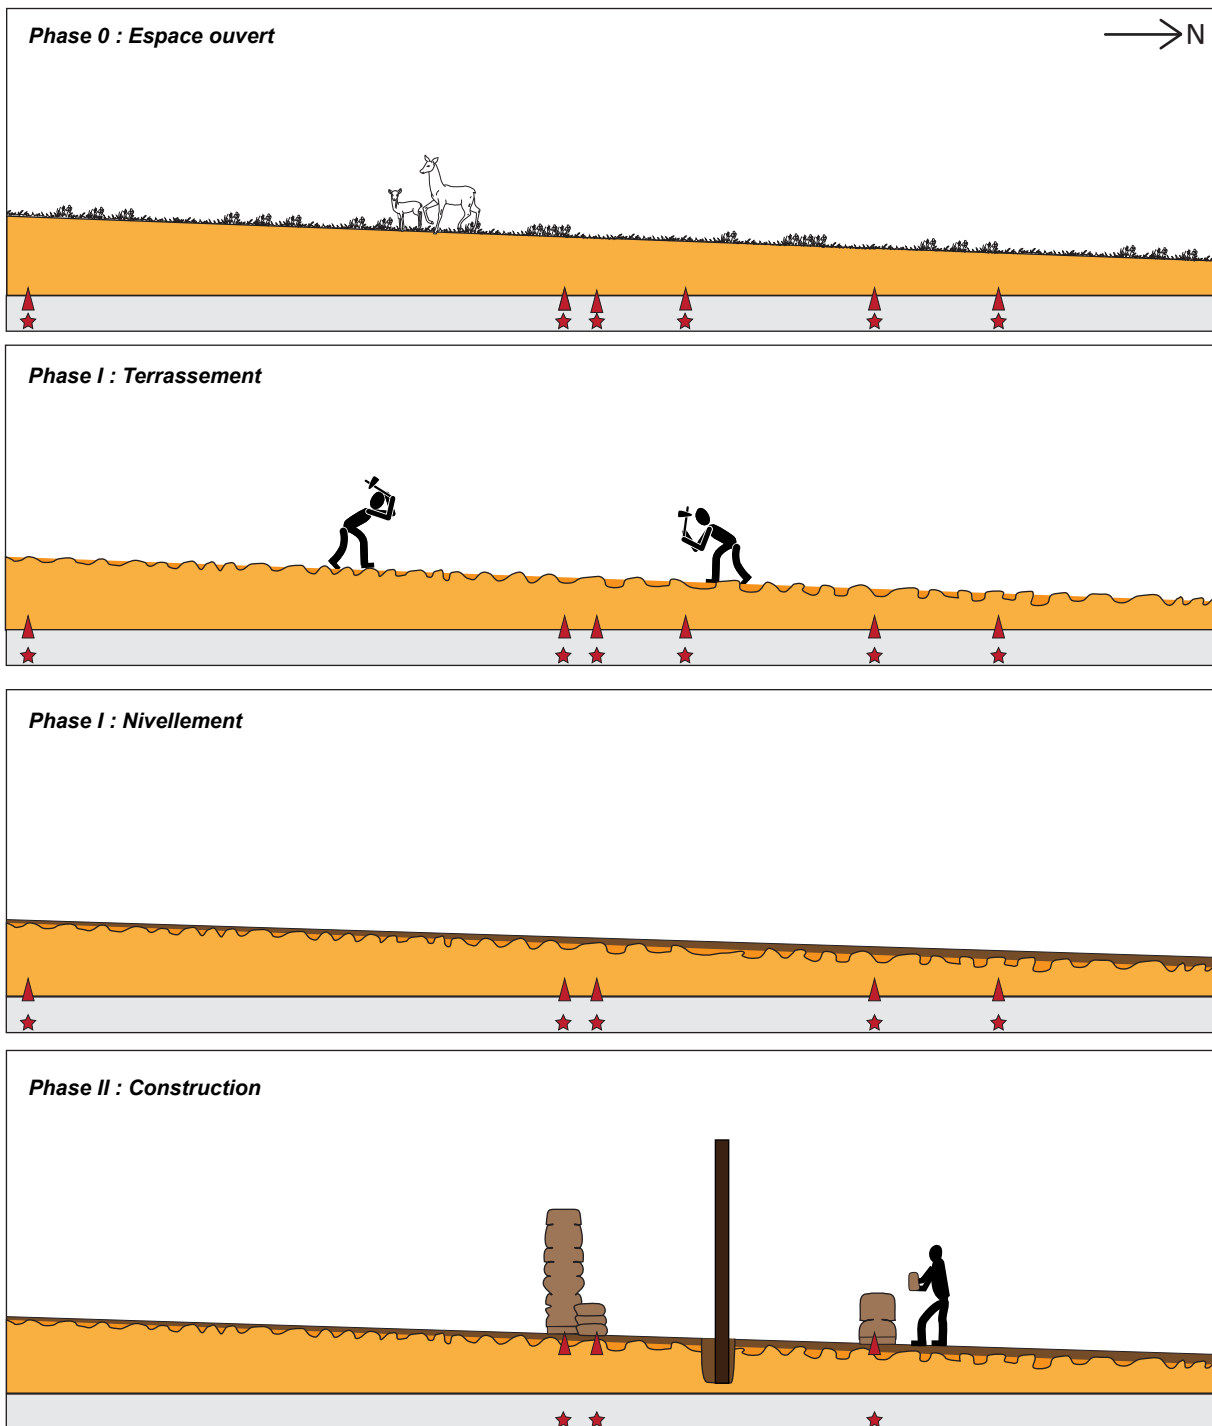 Phase 0 : Espace ouvert
N
Phase I : Terrassement
Phase I : Nivellement
Phase II : Construction